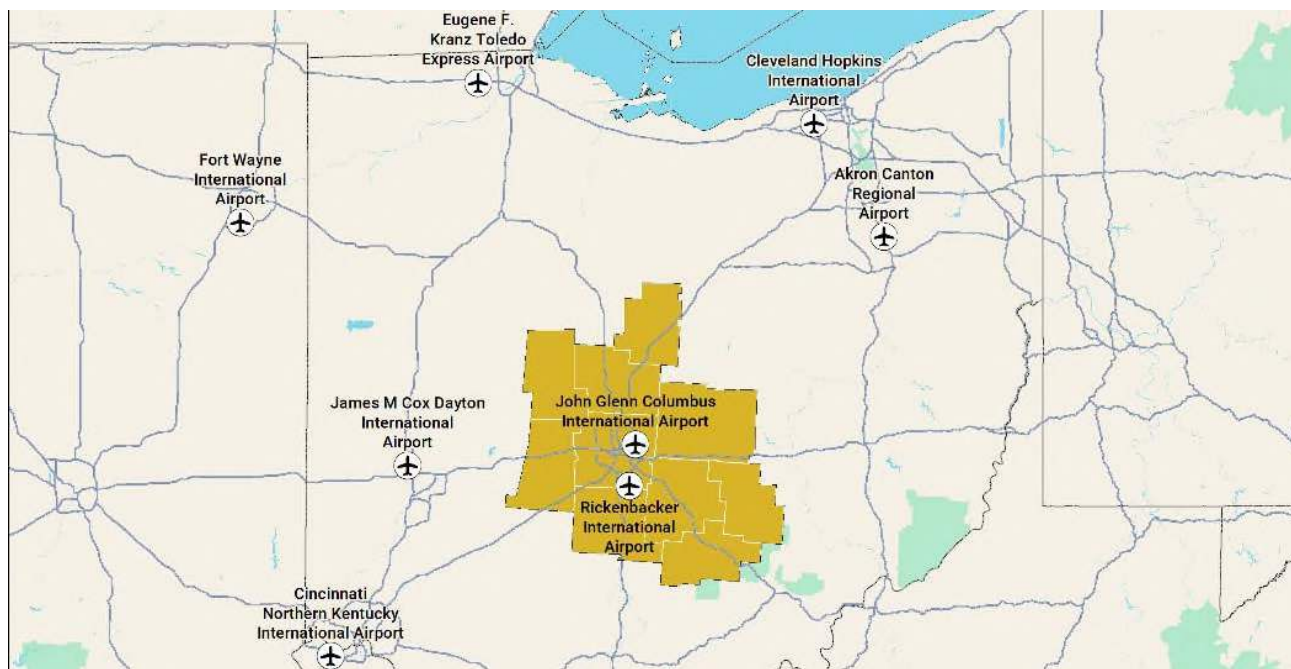 Eugene F.
Kranz Toledo
Express Airport
Cleveland Hopkins
International
Airport
Fort Wayne
International
Airport
Akron Canton
Regional
Airport
James M Cox Dayton
International
Airport
John Glenn Columbus
International Airport
Rickenbacker
International
Airport
Cincinnati
Northern Kentucky
International Airport